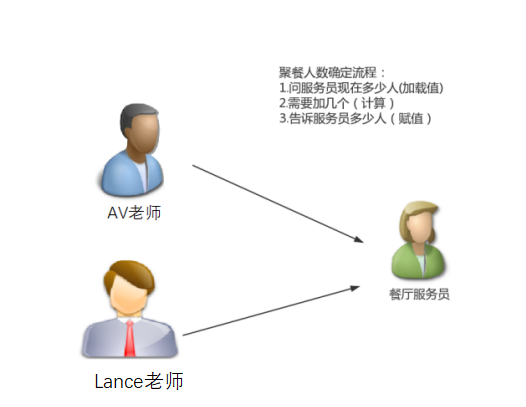 聚餐人数确定流程：
1.问服务员现在多少人(加载值)
2.需要加几个（计算）
3.告诉服务员多少人（赋值）
AV老师
餐厅服务员
Lance老师